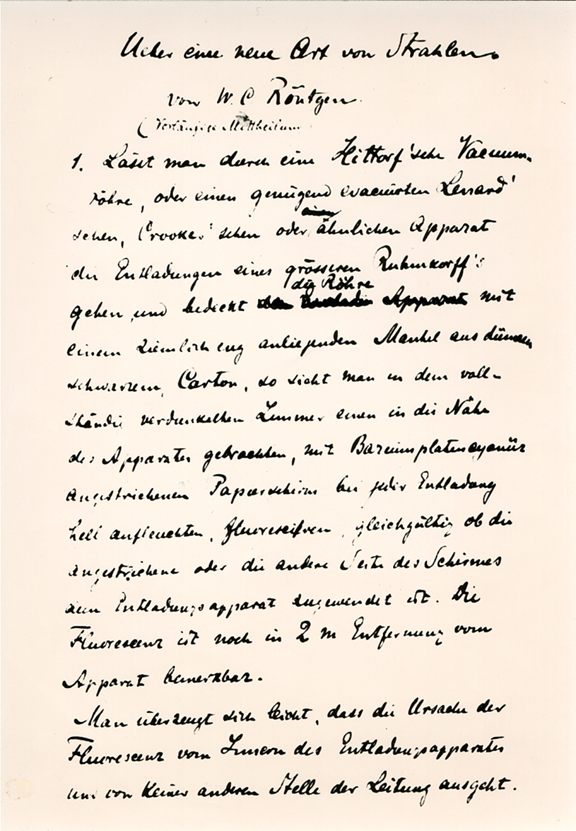 Ueber eine neue Art von Strahlen.
von W. C. Röntgen.
(Vorläufige Mittheilung)
1. Lässt man durch eine Hittorf'sche Vacuum-
röhre, oder einen genügend evacuirten Lenard'
schen, Crookes'schen oder einen ähnlichen Apparat
die Entladungen eines grösseren Ruhmkorff's
gehen und bedeckt die Röhre mit
einem ziemlich eng anliegenden Mantel aus dünnem
schwarzem Carton, so sieht man in dem voll-
ständig verdunkelten Zimmer einen in die Nähe
des Apparates gebrachten, mit Bariumplatincyanür
angestrichenen Papierschirm bei jeder Entladung
hell aufleuchten, fluoresciren, gleichgültig ob die
angestrichene oder die andere Seite des Schirmes
dem Entladungsapparat zugewendet ist. Die
Fluorescenz ist noch in 2 m Entfernung vom
Apparat bemerkbar.
Man überzeugt sich leicht, dass die Ursache der
Fluorescenz vom Innern des Entladungsapparates
und von keiner anderen Stelle der Leitung ausgeht.